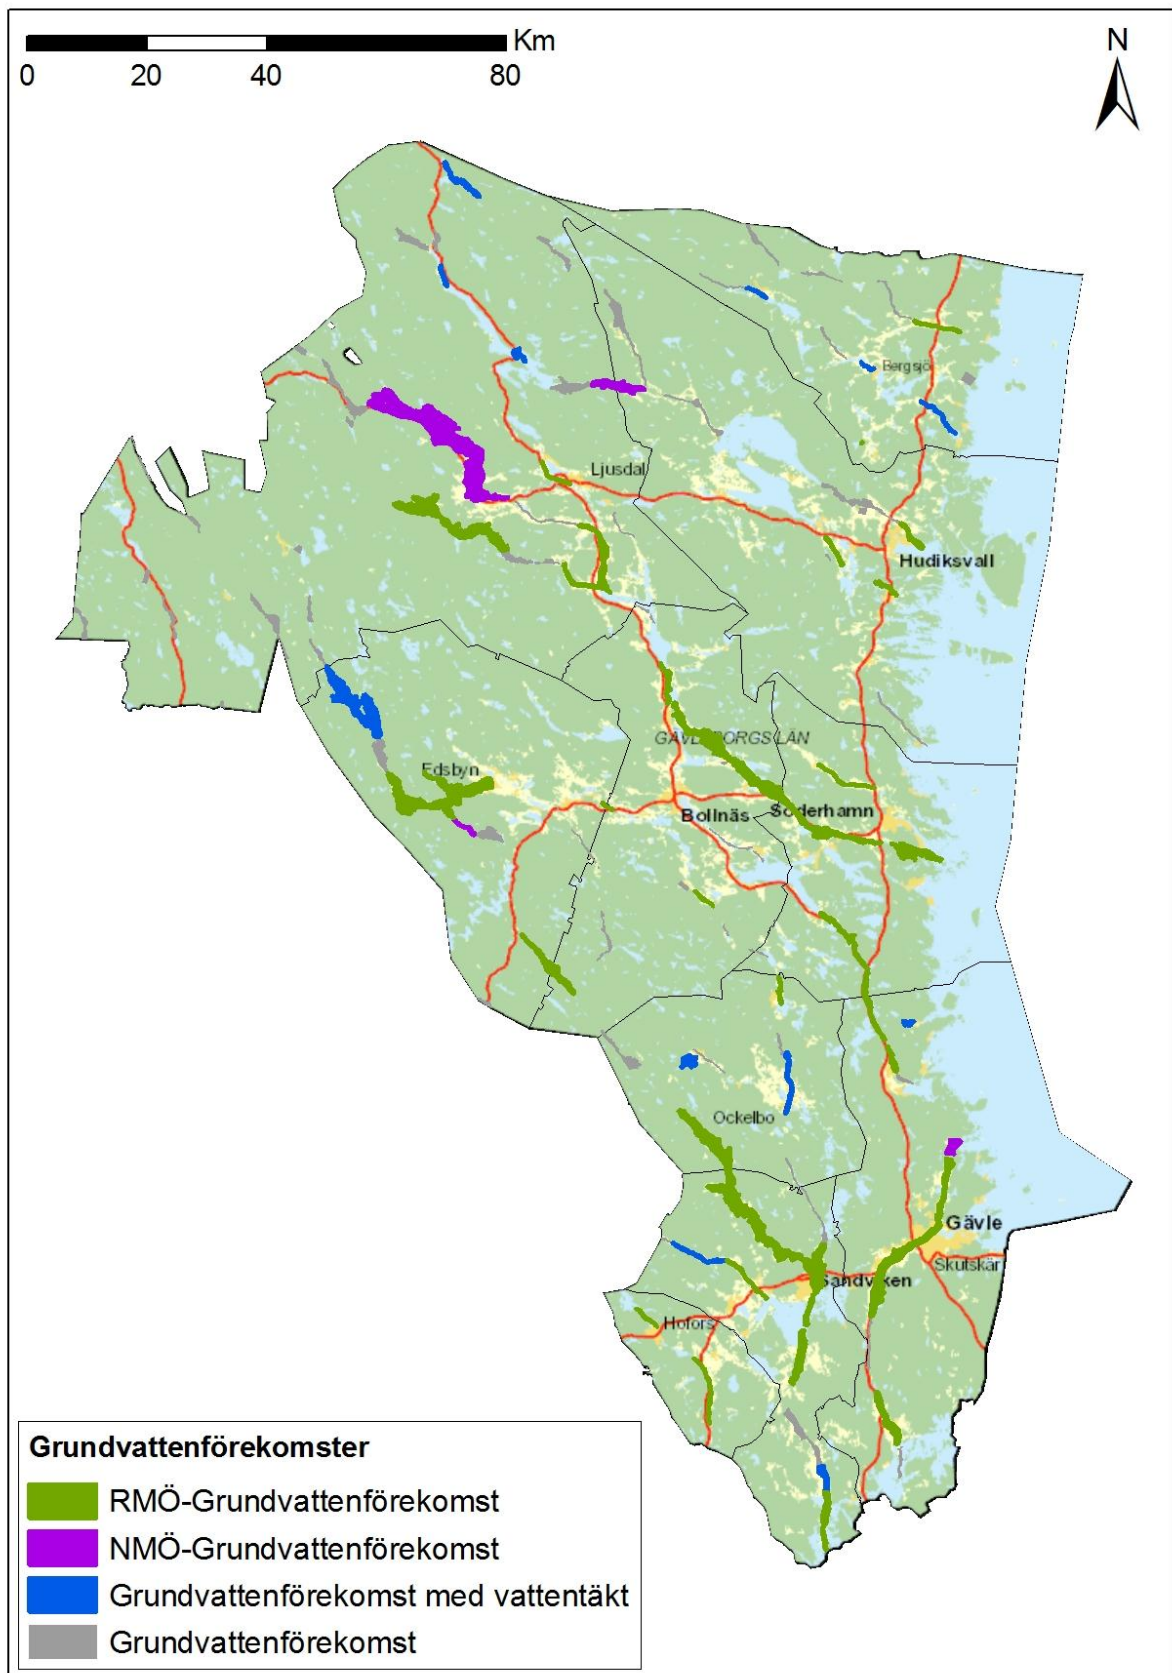 Km
0 20 40 80
N
Bergsjö
Ljusdal
Hudiksvall
GÄVLEBORGS LÄN
Edsbyn
Bollnäs
Söderhamn
Ockelbo
Gävle
Skutskär
Sandviken
Hofors
Grundvattenförekomster
RMÖ-Grundvattenförekomst
NMÖ-Grundvattenförekomst
Grundvattenförekomst med vattentäkt
Grundvattenförekomst